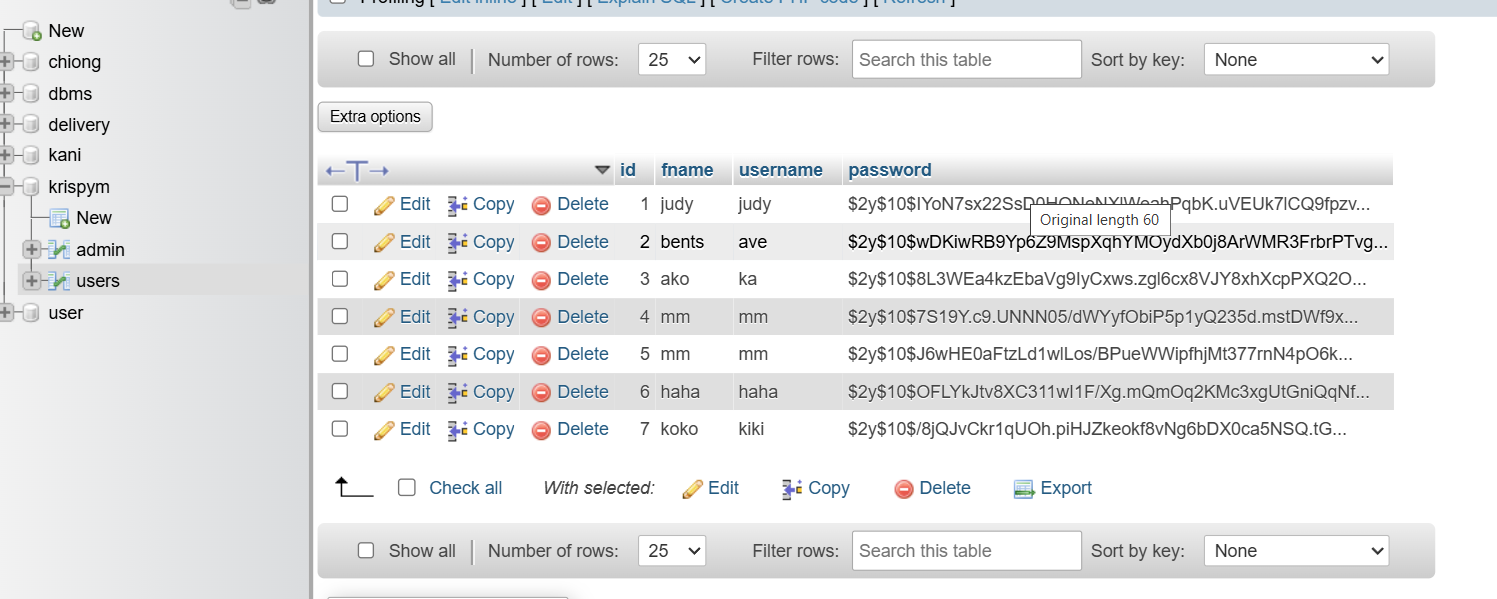 Profiling [ Edit inline ] [ Edit ] [ Explain SQL ] [ Create PHP code ] [ Refresh ]
New
chiong
dbms
delivery
kani
krispym
New
admin
users
user
Show all Number of rows: 25 Filter rows: Search this table Sort by key: None
Extra options
←T→ id fname username password
Edit Copy Delete 1 judy judy
Original length 60
Edit Copy Delete 2 bents ave $2y$10$wDKiwRB9Yp6Z9MspXqhYMOydXb0j8ArWMR3FrbrPTvg...
Edit Copy Delete 3 ako ka $2y$10$8L3WEa4kzEbaVg9IyCxws.zgl6cx8VJY8xhXcpPXQ2O...
Edit Copy Delete 4 mm mm $2y$10$7S19Y.c9.UNNN05/dWYyfObiP5p1yQ235d.mstDWf9x...
Edit Copy Delete 5 mm mm $2y$10$J6wHE0aFtzLd1wlLos/BPueWWipfhjMt377rnN4pO6k...
Edit Copy Delete 6 haha haha $2y$10$OFLYkJtv8XC311wI1F/Xg.mQmOq2KMc3xgUtGniQqNf...
Edit Copy Delete 7 koko kiki $2y$10$/8jQJvCkr1qUOh.piHJZkeokf8vNg6bDX0ca5NSQ.tG...
Check all With selected: Edit Copy Delete Export
Show all Number of rows: 25 Filter rows: Search this table Sort by key: None